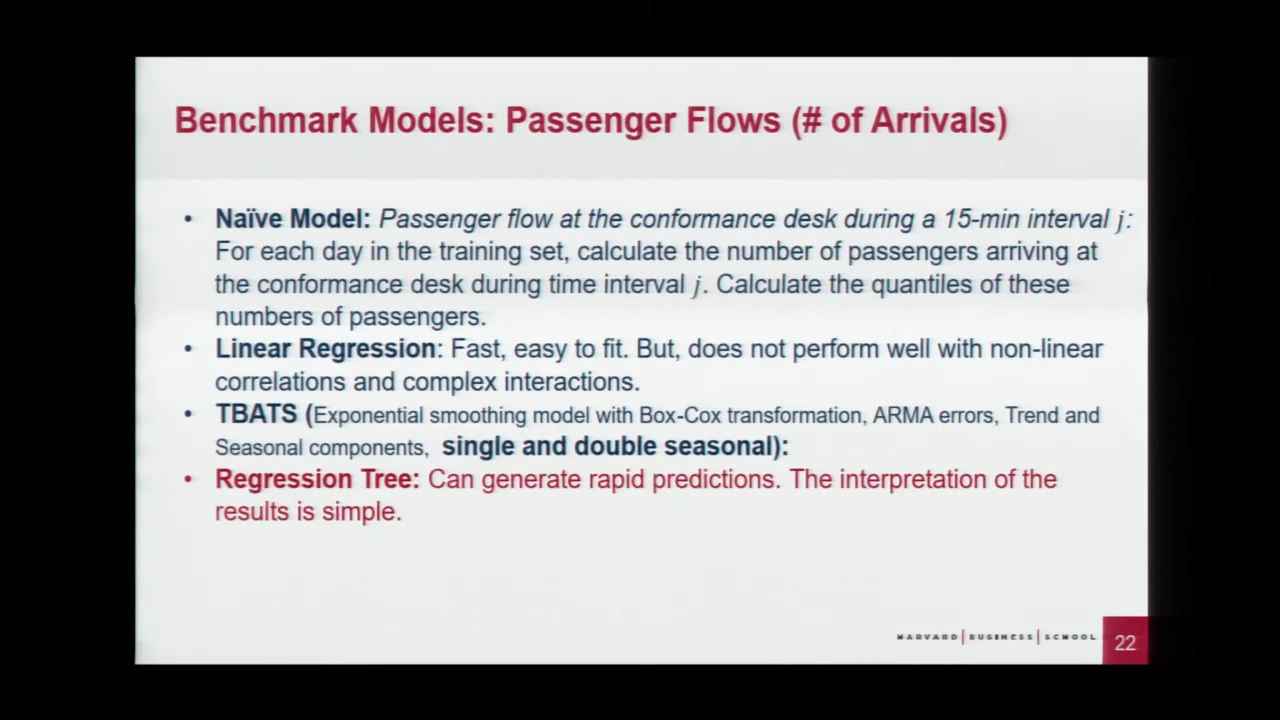 Benchmark Models: Passenger Flows (# of Arrivals)
• Naïve Model: Passenger flow at the conformance desk during a 15-min interval j:
For each day in the training set, calculate the number of passengers arriving at
the conformance desk during time interval j. Calculate the quantiles of these
numbers of passengers.
• Linear Regression: Fast, easy to fit. But, does not perform well with non-linear
correlations and complex interactions.
• TBATS (Exponential smoothing model with Box-Cox transformation, ARMA errors, Trend and
Seasonal components, single and double seasonal):
• Regression Tree: Can generate rapid predictions. The interpretation of the
results is simple.
HARVARD | BUSINESS | SCHOOL 22